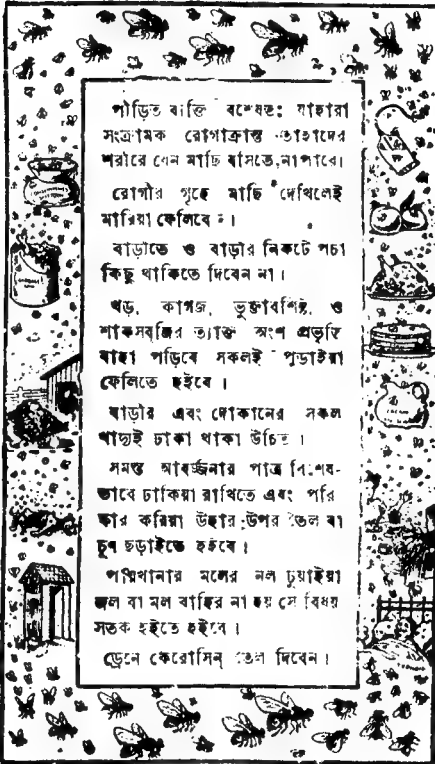 পীড়িত ব্যক্তি বিশেষতঃ যাহারা
সংক্রামক রোগাক্রান্ত তাহাদের
শরীরে যেন মাছি বসিতে না পারে।
রোগীর গৃহে মাছি দেখিলেই
মারিয়া ফেলিবেন।
বাড়ীতে ও বাড়ীর নিকটে পচা
কিছু থাকিতে দিবেন না।
খড়, কাগজ, ভুক্তাবশিষ্ট, ও
শাকসবজির ত্যাক্ত অংশ প্রভৃতি
যাহা পড়িবে সকলই পুড়াইয়া
ফেলিতে হইবে।
বাড়ীর এবং দোকানের সকল
খাদ্যই ঢাকা থাকা উচিত।
সমস্ত আবর্জ্জনার পাত্র বিশেষ-
ভাবে ঢাকিয়া রাখিতে এবং পরি
ষ্কার করিয়া উহার উপর তৈল বা
চূণ ছড়াইতে হইবে।
পায়খানার মলের নল চুয়াইয়া
জল বা মল বাহির না হয় সে বিষয়
সতর্ক হইতে হইবে।
ড্রেনে কেরোসিন তেল দিবেন।